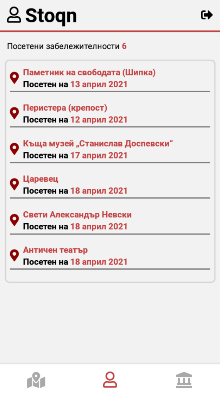 Stoqn
Посетени забележителности 6
Паметник на свободата (Шипка)
Посетен на 13 април 2021
Перистера (крепост)
Посетен на 12 април 2021
Къща музей „Станислав Доспевски“
Посетен на 17 април 2021
Царевец
Посетен на 18 април 2021
Свети Александър Невски
Посетен на 18 април 2021
Античен театър
Посетен на 18 април 2021